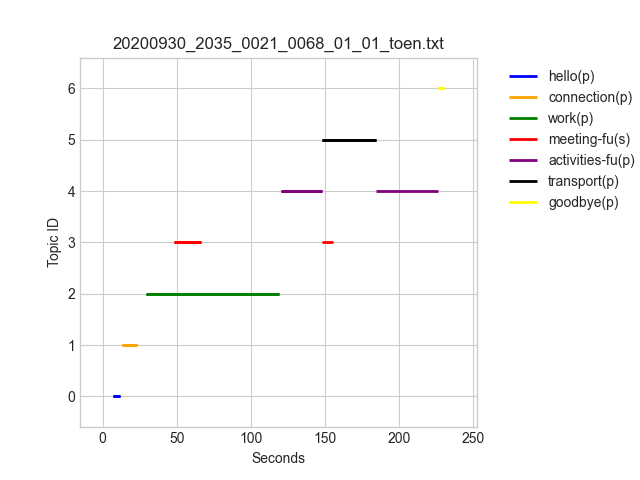 20200930_2035_0021_0068_01_01_toen.txt
hello(p)
connection(p)
work(p)
meeting-fu(s)
activities-fu(p)
transport(p)
goodbye(p)
Topic ID
6
5
4
3
2
1
0
0 50 100 150 200 250
Seconds